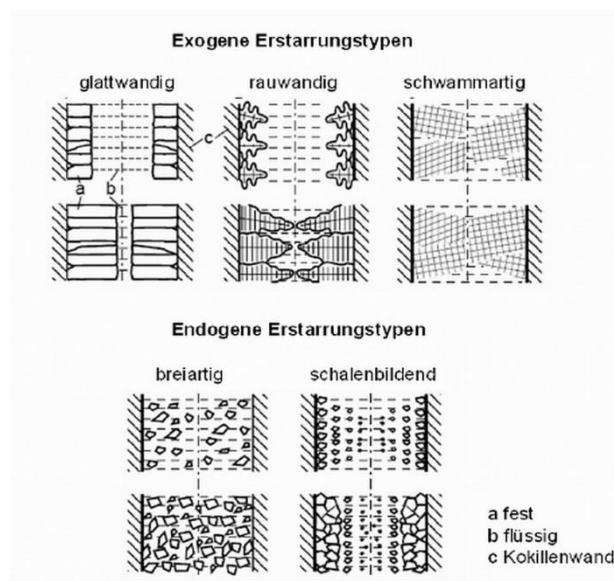 Exogene Erstarrungstypen
glattwandig rauwandig schwammartig
c
a b
Endogene Erstarrungstypen
breiartig schalenbildend
a fest
b flüssig
c Kokillenwand